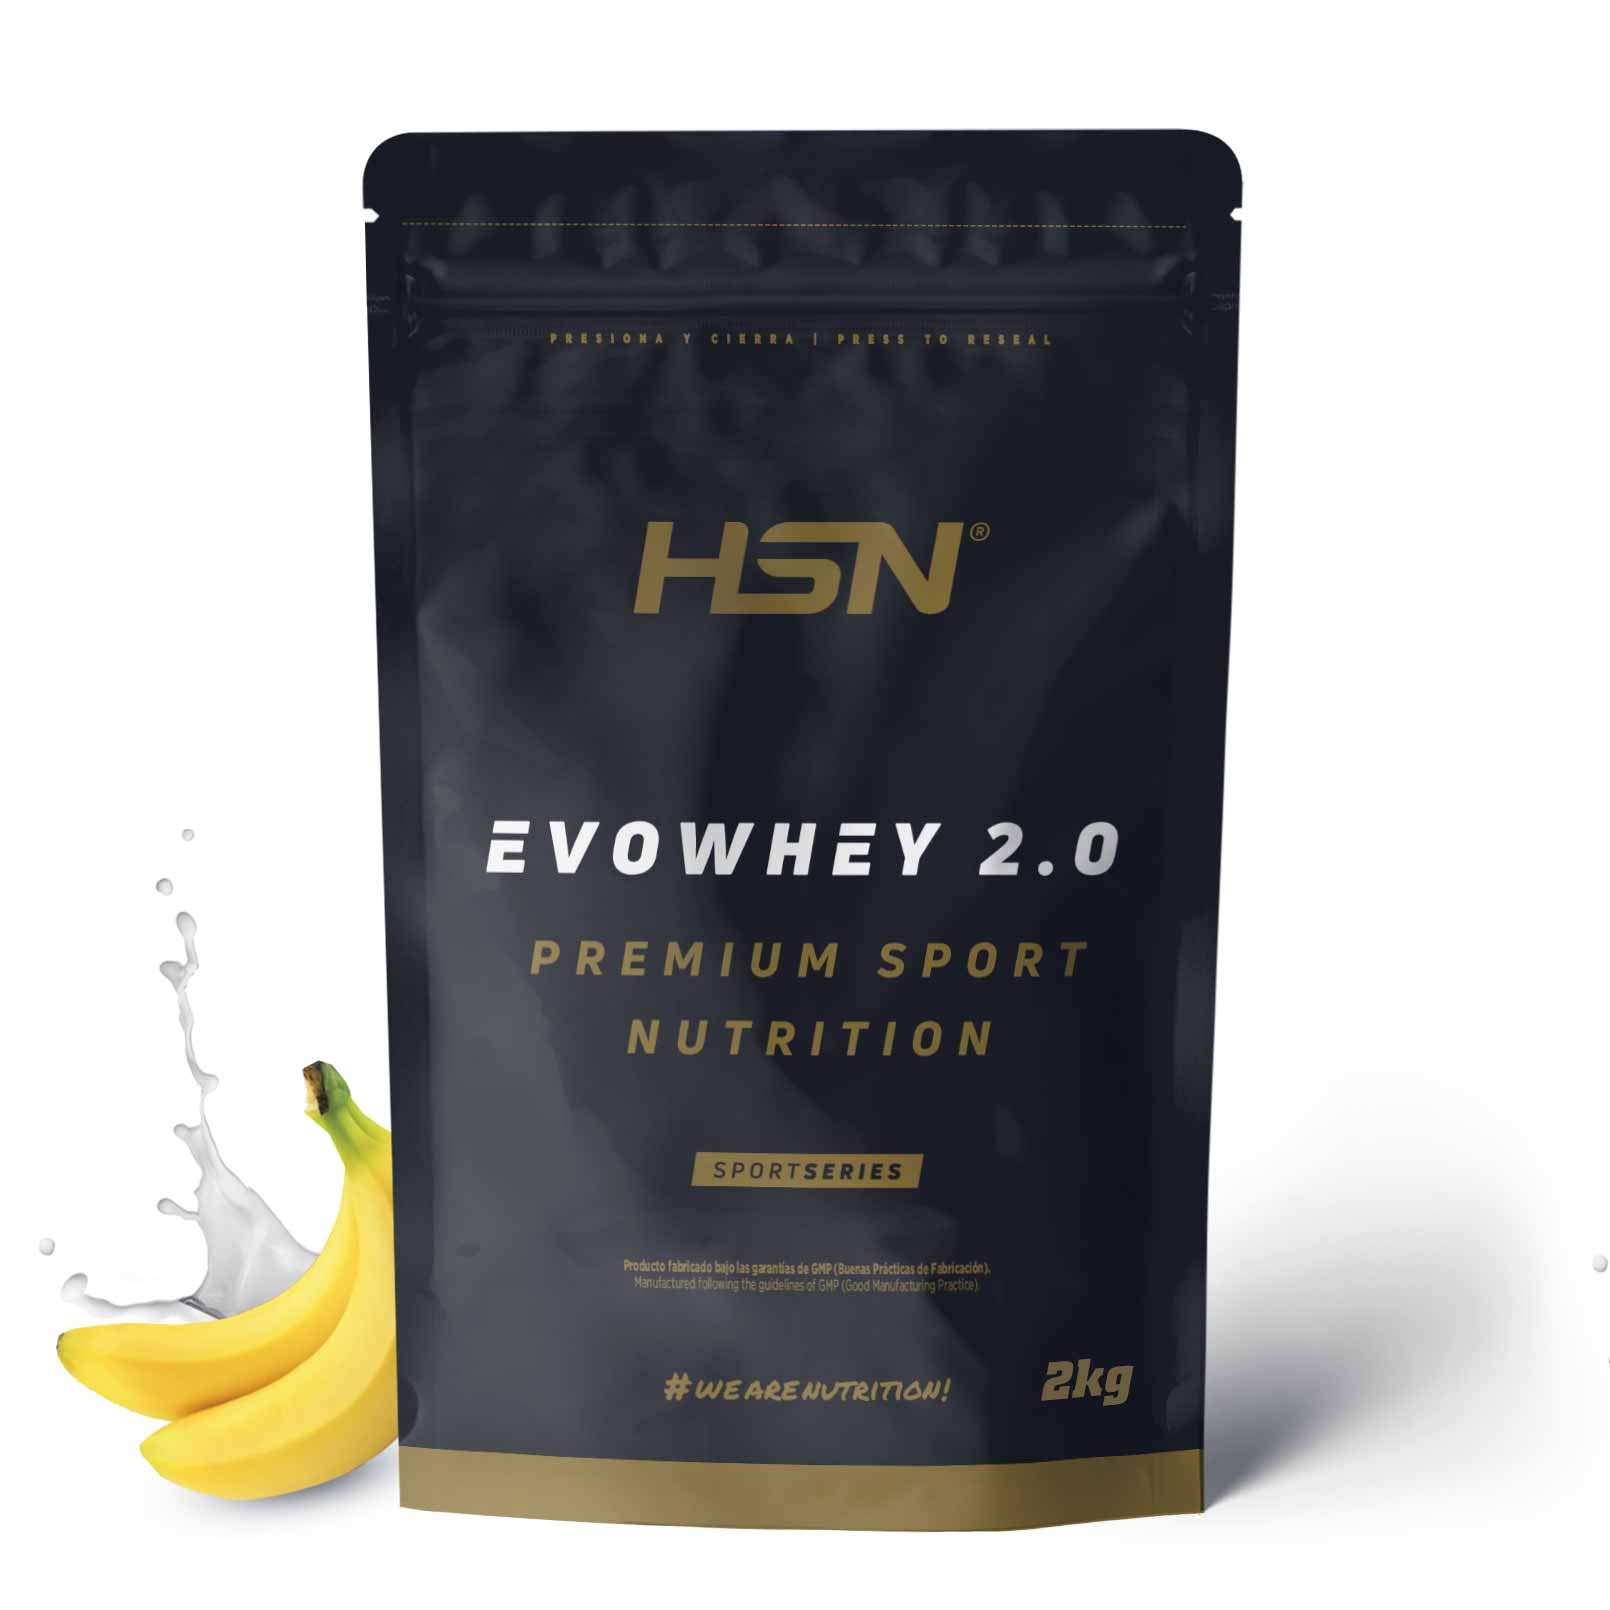 PRESIONA Y CIERRA | PRESS TO RESEAL
HSN®
EVOWHEY 2.0
PREMIUM SPORT
NUTRITION
SPORTSERIES
Producto fabricado bajo las garantías de GMP (Buenas Prácticas de Fabricación).
Manufactured following the guidelines of GMP (Good Manufacturing Practice).
#WEARENUTRITION!
2kg